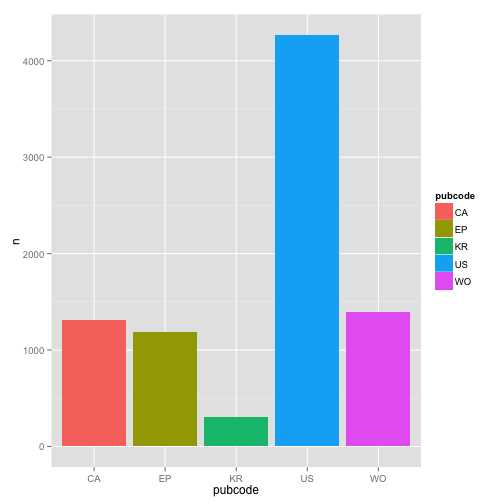 4000
3000
2000
1000
0
n
CA EP KR US WO
pubcode
pubcode
CA
EP
KR
US
WO